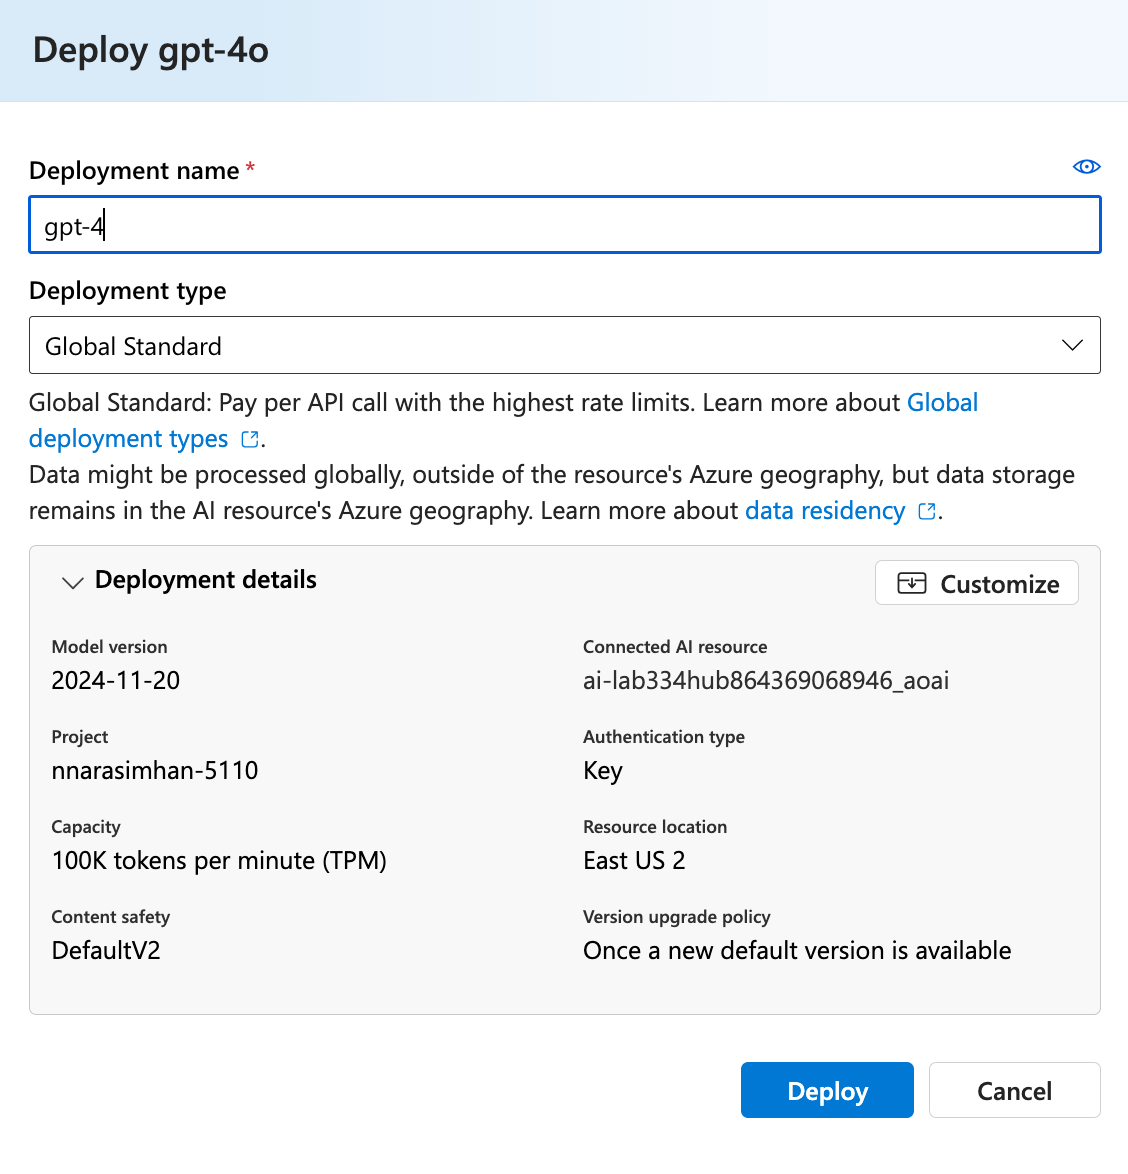 Deploy gpt-4o
Deployment name *
gpt-4
Deployment type
Global Standard
Global Standard: Pay per API call with the highest rate limits. Learn more about Global
deployment types .
Data might be processed globally, outside of the resource's Azure geography, but data storage
remains in the AI resource's Azure geography. Learn more about data residency .
Deployment details
Customize
Model version
2024-11-20
Connected AI resource
ai-lab334hub864369068946_aoai
Project
nnarasimhan-5110
Authentication type
Key
Capacity
100K tokens per minute (TPM)
Resource location
East US 2
Content safety
DefaultV2
Version upgrade policy
Once a new default version is available
Deploy
Cancel